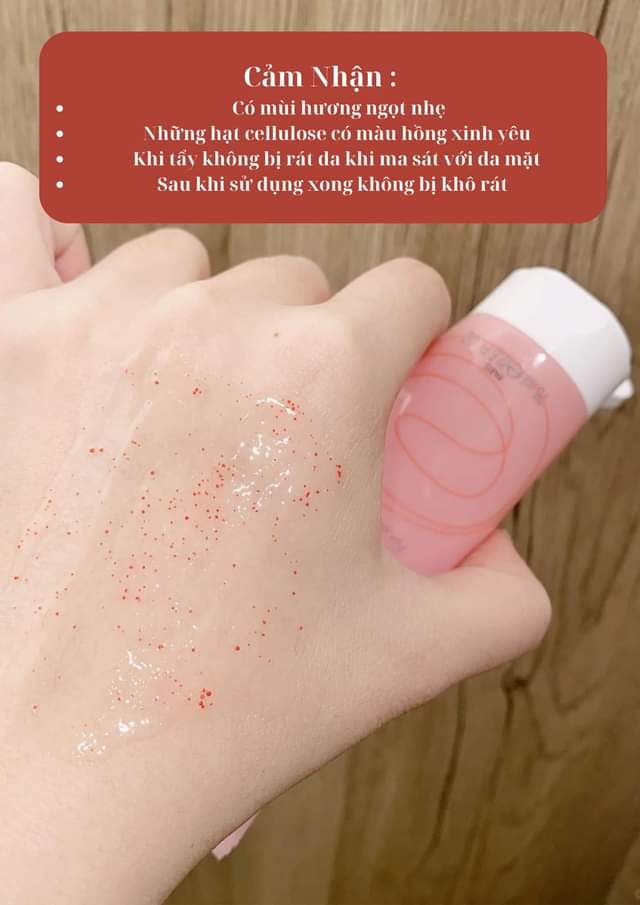 Cảm Nhận :
• Có mùi hương ngọt nhẹ
• Những hạt cellulose có màu hồng xinh yêu
• Khi tẩy không bị rát da khi ma sát với da mặt
• Sau khi sử dụng xong không bị khô rát